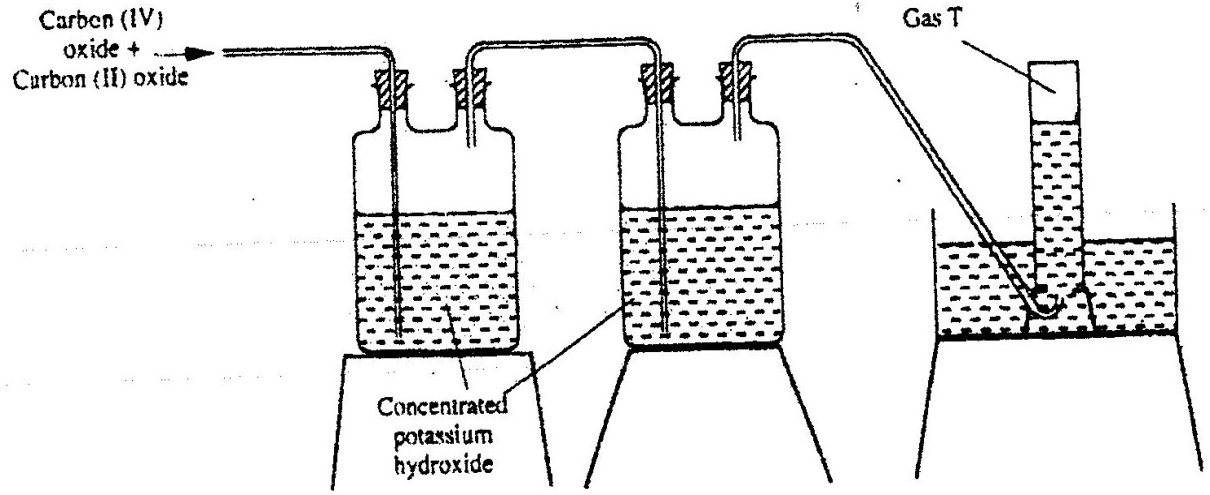 Carbon (IV)
oxide +
Carbon (II) oxide
Gas T
Concentrated
potassium
hydroxide